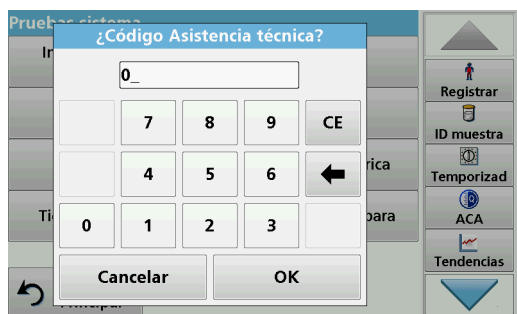 Pruebas sistema
¿Código Asistencia técnica?
0_
7 8 9 CE
4 5 6
0 1 2 3
Cancelar OK
Principal
Registrar
ID muestra
Temporizad
ACA
Tendencias